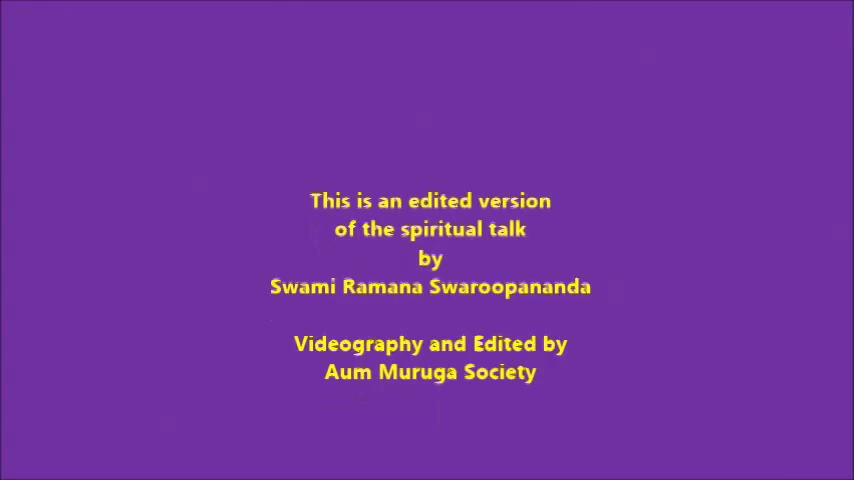 This is an edited version
of the spiritual talk
by
Swami Ramana Swaroopananda
Videography and Edited by
Aum Muruga Society